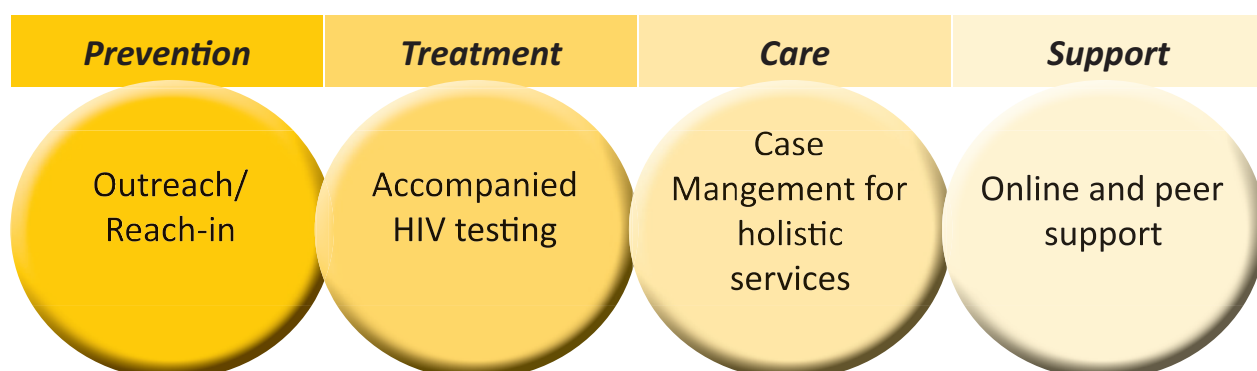 Prevention
Treatment
Care
Support
Outreach/
Reach-in
Accompanied
HIV testing
Case
Mangement for
holistic
services
Online and peer
support